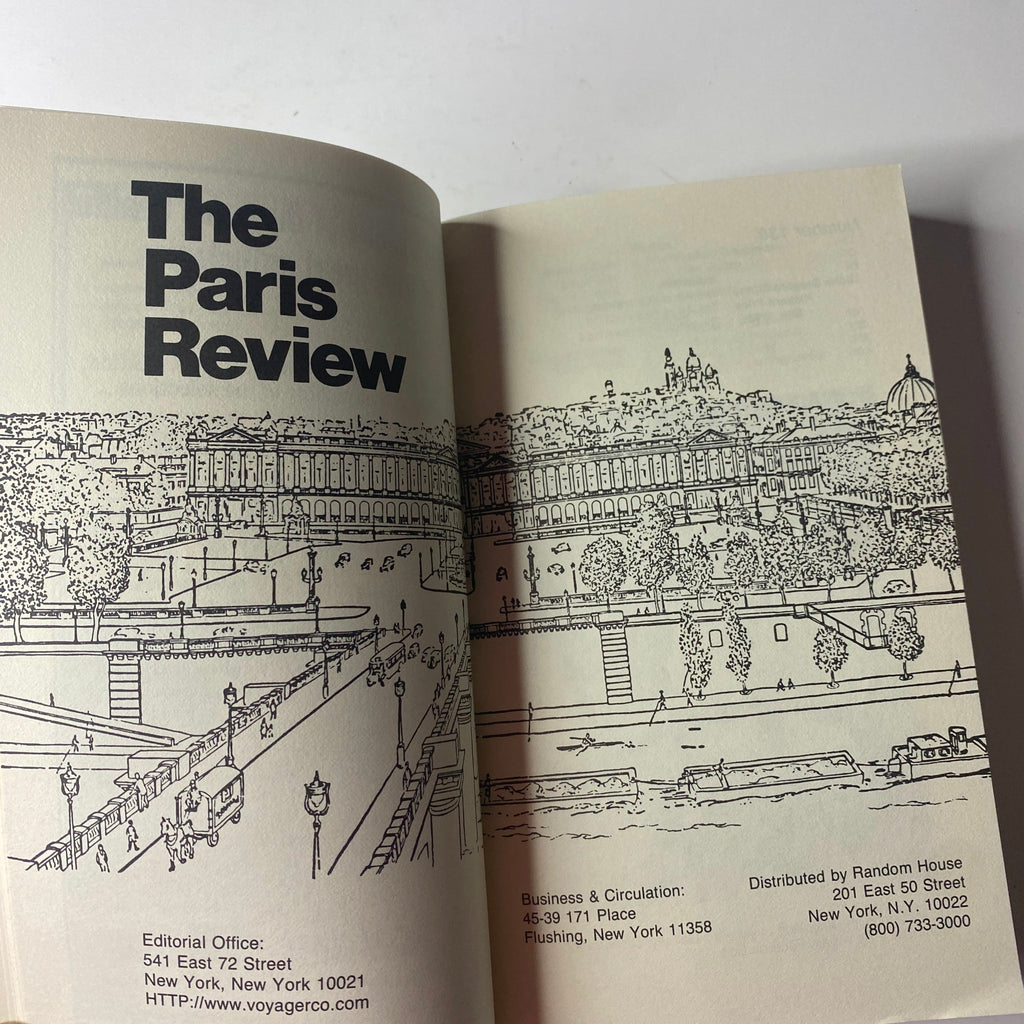 The
Paris
Review
Editorial Office:
541 East 72 Street
New York, New York 10021
HTTP://www.voyagerco.com
Business & Circulation:
45-39 171 Place
Flushing, New York 11358
Distributed by Random House
201 East 50 Street
New York, N.Y. 10022
(800) 733-3000